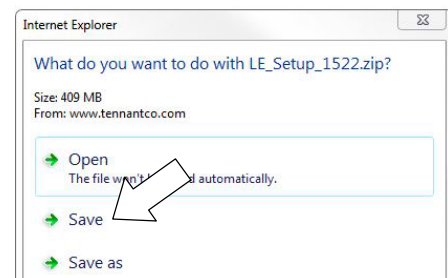 Internet Explorer
What do you want to do with LE_Setup_1522.zip?
Size: 409 MB
From: www.tennantco.com
Open
The file won't automatically.
Save
Save as